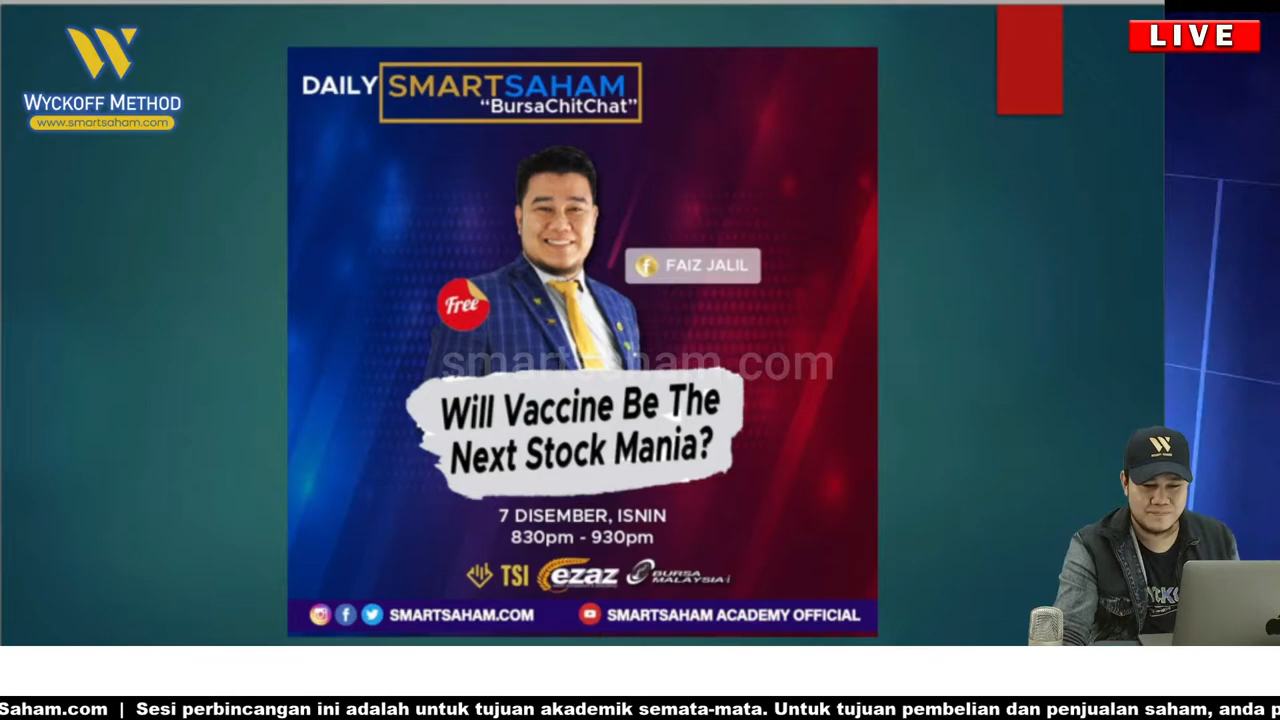 WYCKOFF METHOD
www.smartsaham.com
LIVE
DAILY SMARTSAHAM
“BursaChitChat”
FAIZ JALIL
Free
smartsaham.com
Will Vaccine Be The
Next Stock Mania?
7 DISEMBER, ISNIN
830pm - 930pm
TSI ezaz BURSA
MALAYSIA-i
SMARTSAHAM.COM SMARTSAHAM ACADEMY OFFICIAL
Saham.com | Sesi perbincangan ini adalah untuk tujuan akademik semata-mata. Untuk tujuan pembelian dan penjualan saham, anda p